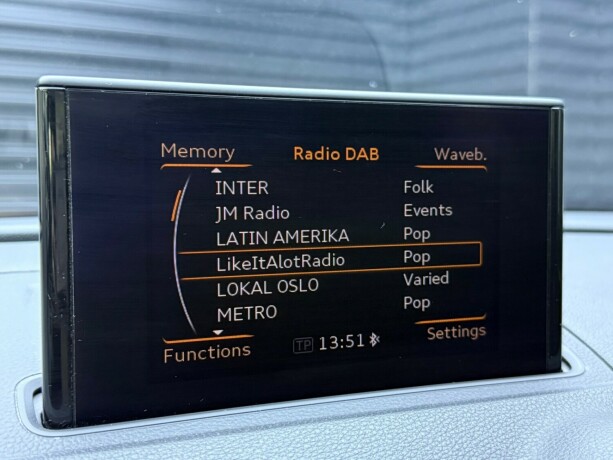 Memory Radio DAB Waveb.
INTER Folk
JM Radio Events
LATIN AMERIKA Pop
LikeItAlotRadio Pop
LOKAL OSLO Varied
METRO Pop
Functions TP 13:51 Settings